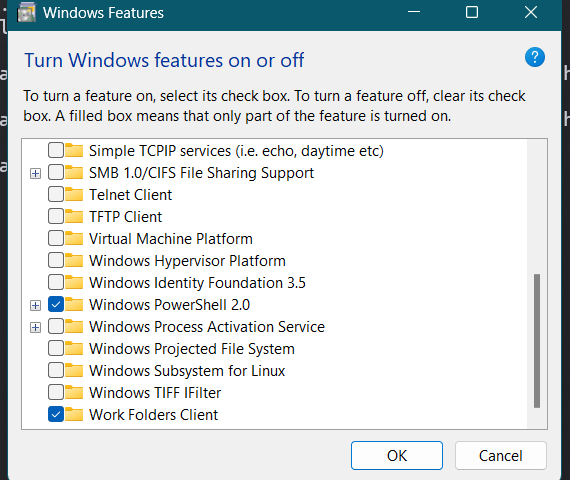 Windows Features
Turn Windows features on or off
?
To turn a feature on, select its check box. To turn a feature off, clear its check
box. A filled box means that only part of the feature is turned on.
Simple TCPIP services (i.e. echo, daytime etc)
SMB 1.0/CIFS File Sharing Support
Telnet Client
TFTP Client
Virtual Machine Platform
Windows Hypervisor Platform
Windows Identity Foundation 3.5
Windows PowerShell 2.0
Windows Process Activation Service
Windows Projected File System
Windows Subsystem for Linux
Windows TIFF IFilter
Work Folders Client
OK
Cancel